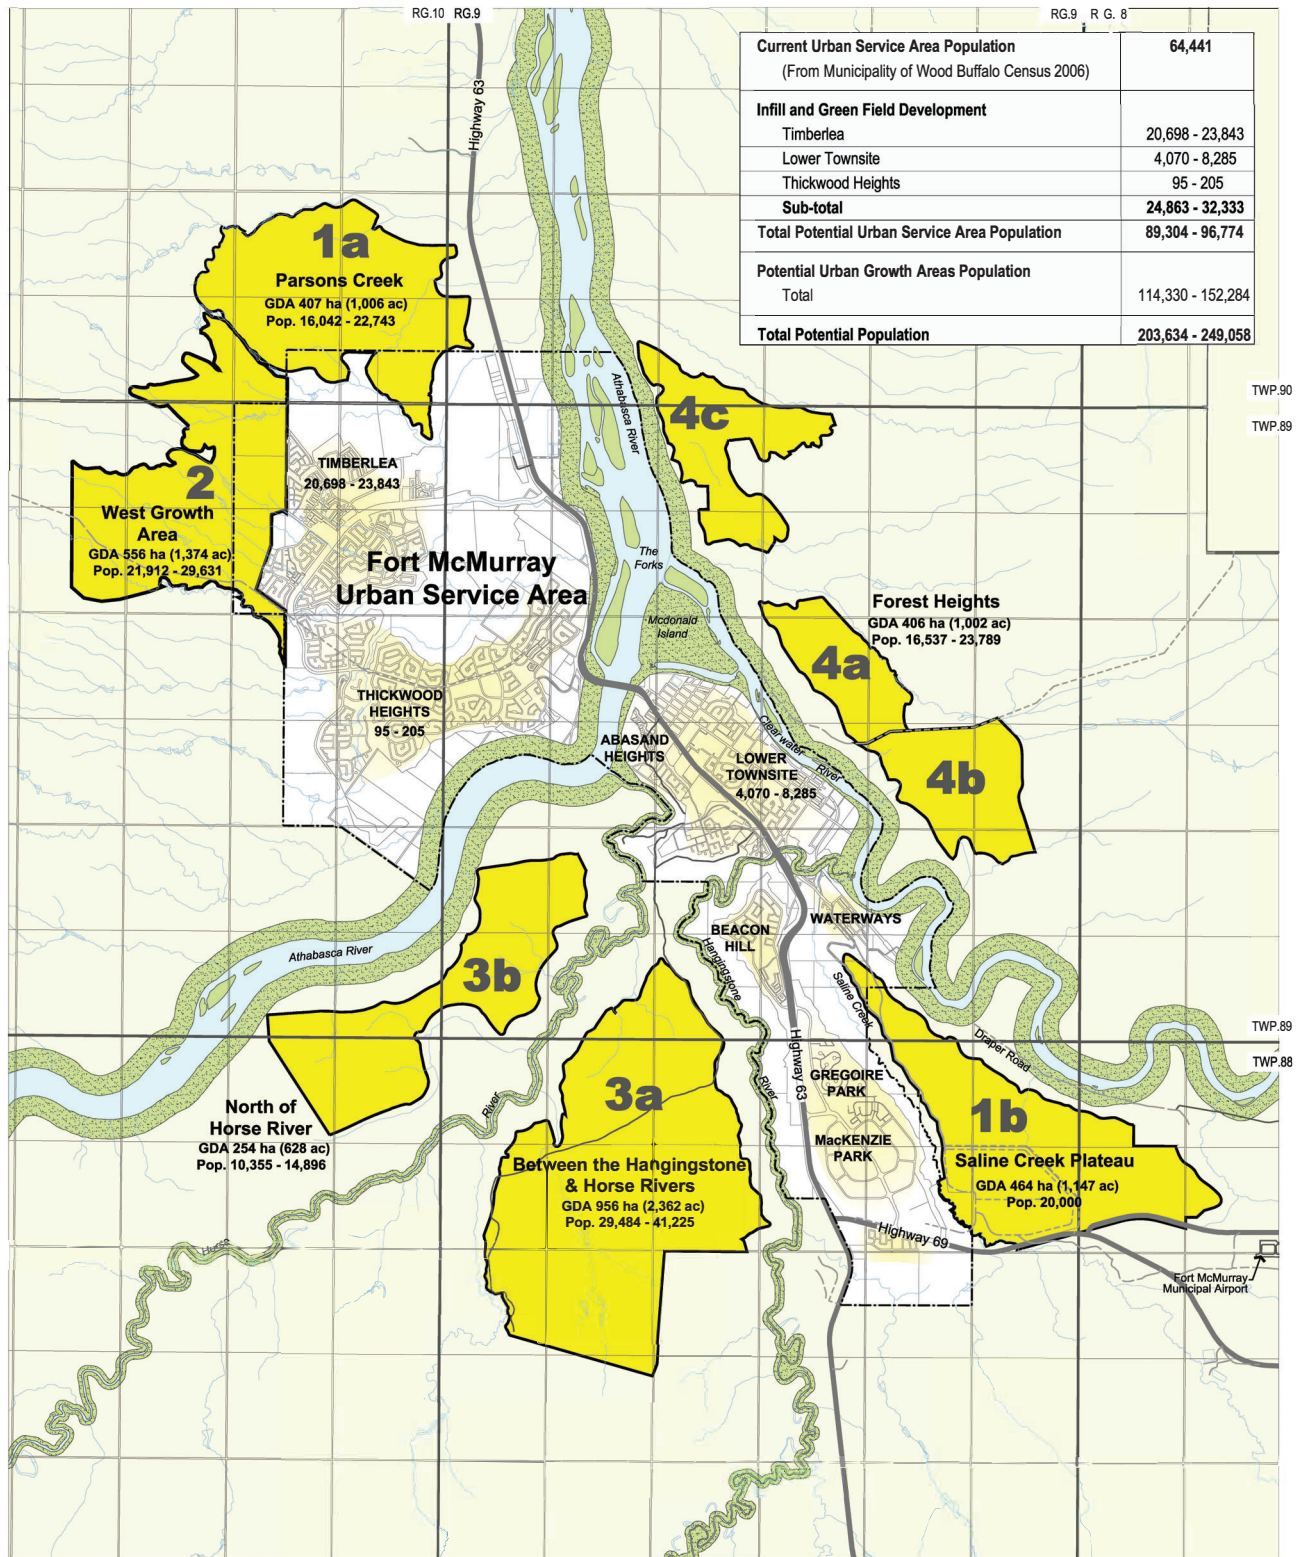 RG.10 RG.9
RG.9 R G. 8
Current Urban Service Area Population 64,441
(From Municipality of Wood Buffalo Census 2006)
Infill and Green Field Development
Timberlea 20,698 - 23,843
Lower Townsite 4,070 - 8,285
Thickwood Heights 95 - 205
Sub-total 24,863 - 32,333
Total Potential Urban Service Area Population 89,304 - 96,774
Potential Urban Growth Areas Population
Total 114,330 - 152,284
Total Potential Population 203,634 - 249,058
Highway 63
1a
Parsons Creek
GDA 407 ha (1,006 ac)
Pop. 16,042 - 22,743
TWP.90
TWP.89
Athabasca River
4c
TIMBERLEA
20,698 - 23,843
2
West Growth
Area
GDA 556 ha (1,374 ac)
Pop. 21,912 - 29,631
Fort McMurray
Urban Service Area
The
Forks
Mcdonald
Island
Forest Heights
GDA 406 ha (1,002 ac)
Pop. 16,537 - 23,789
4a
THICKWOOD
HEIGHTS
95 - 205
ABASAND
HEIGHTS
Clearwater
River
LOWER
TOWNSITE
4,070 - 8,285
4b
WATERWAYS
BEACON
HILL
Hangingstone
River
Athabasca River
3b
Saline Creek
Draper Road
TWP.89
TWP.88
Highway 63
GREGOIRE
PARK
3a
1b
North of
Horse River
GDA 254 ha (628 ac)
Pop. 10,355 - 14,896
River
MacKENZIE
PARK
Between the Hangingstone
& Horse Rivers
GDA 956 ha (2,362 ac)
Pop. 29,484 - 41,225
Saline Creek Plateau
GDA 464 ha (1,147 ac)
Pop. 20,000
Horse
Highway 69
Fort McMurray
Municipal Airport